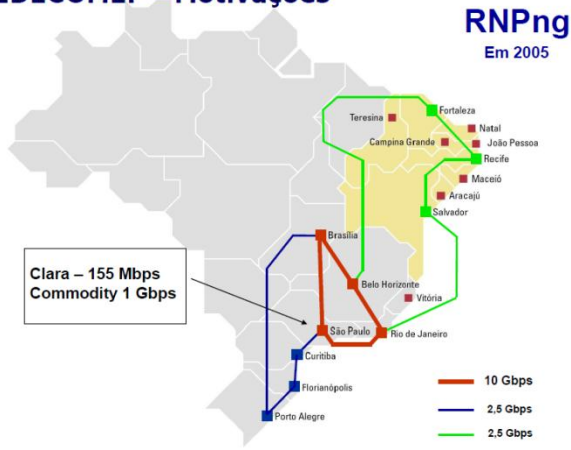 Motivações
RNPng
Em 2005
Fortaleza
Teresina
Natal
Campina Grande
João Pessoa
Recife
Maceió
Aracajú
Salvador
Brasília
Clara – 155 Mbps
Commodity 1 Gbps
Belo Horizonte
Vitória
São Paulo
Rio de Janeiro
Curitiba
10 Gbps
Florianópolis
2,5 Gbps
Porto Alegre
2,5 Gbps